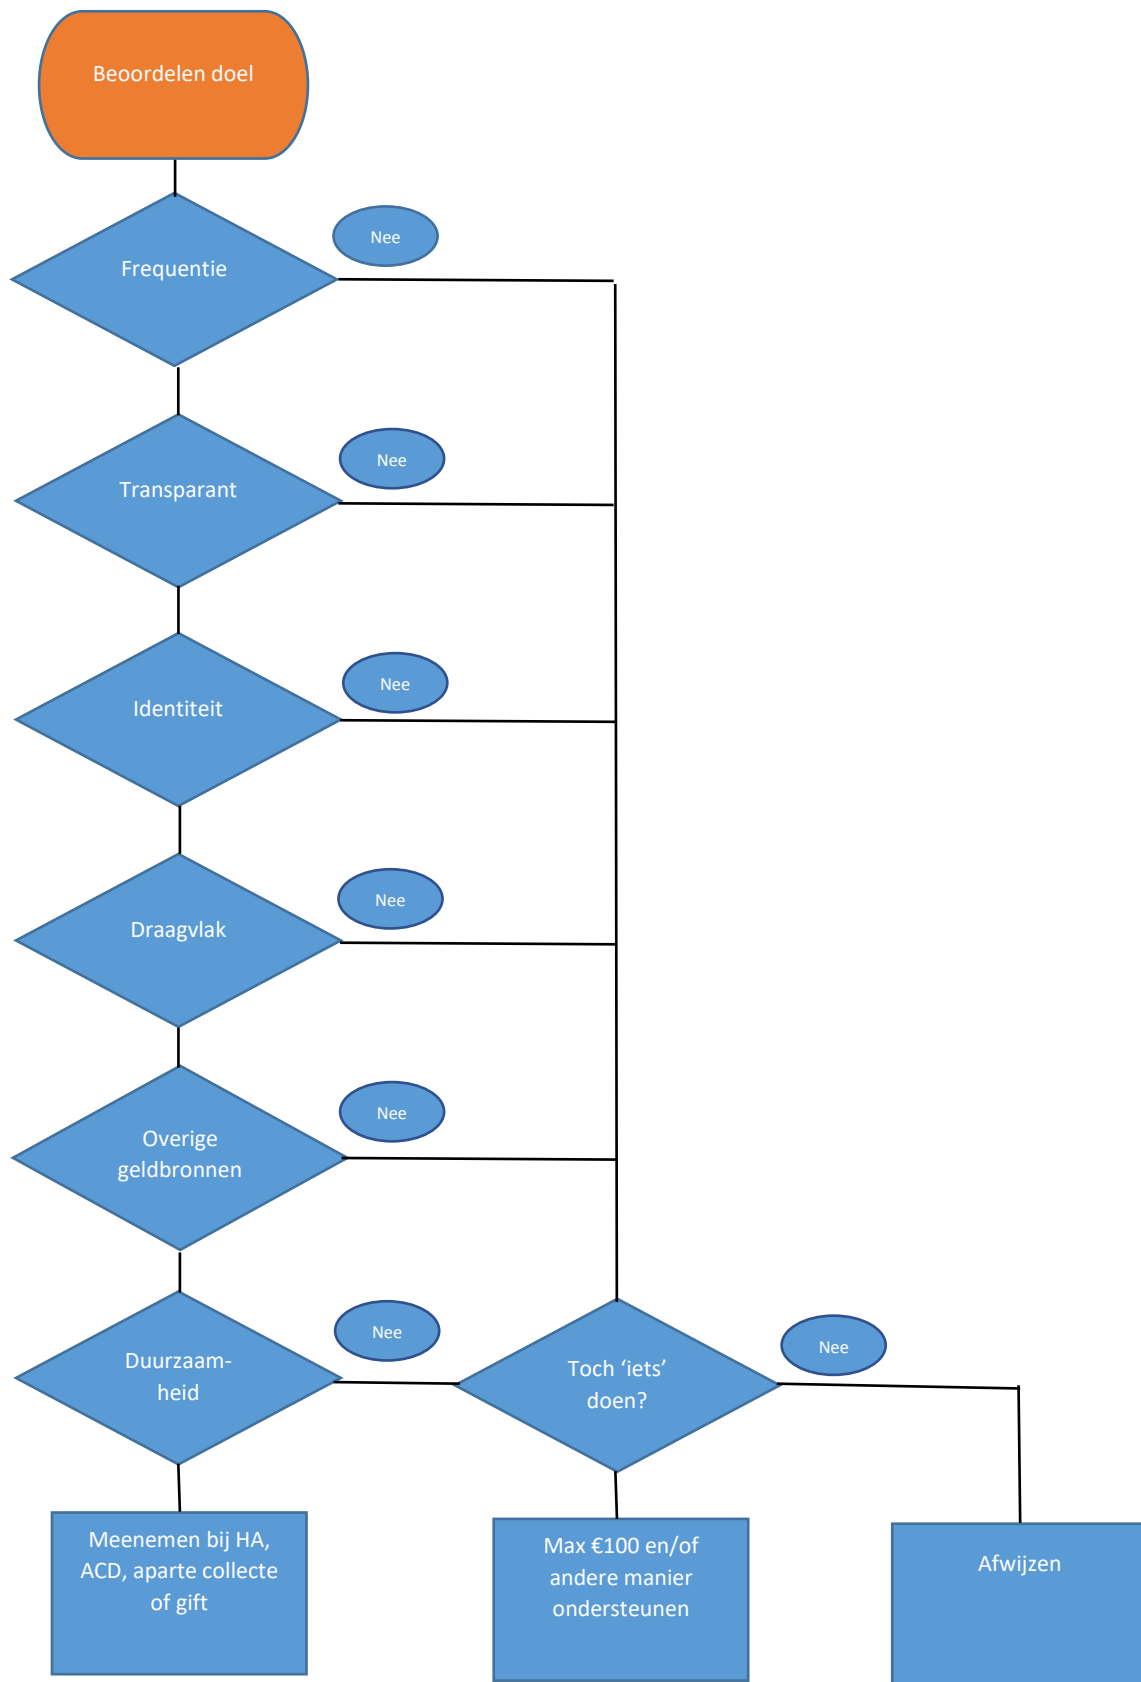 Beoordelen doel
Nee
Frequentie
Nee
Transparant
Nee
Identiteit
Nee
Draagvlak
Nee
Overige
geldbronnen
Nee
Duurzaam-
heid
Toch ‘iets’
doen?
Nee
Meenemen bij HA,
ACD, aparte collecte
of gift
Max €100 en/of
andere manier
ondersteunen
Afwijzen